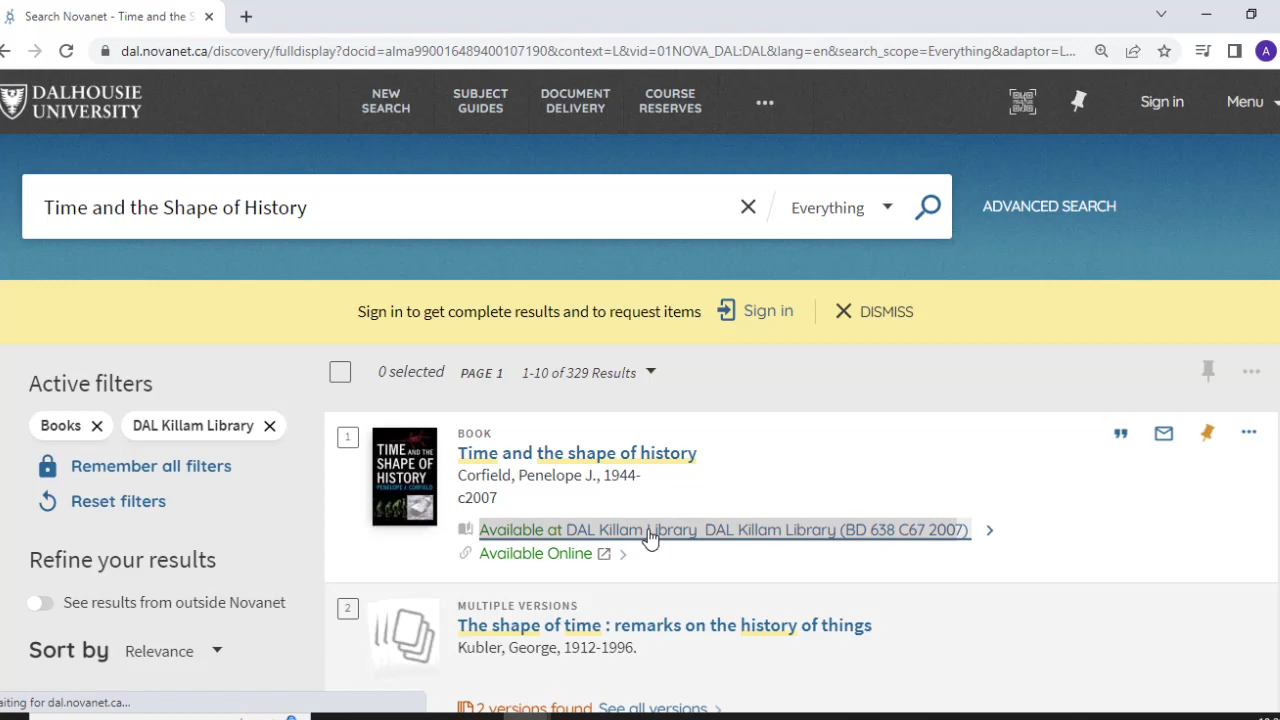 Search Novanet - Time and the S
dal.novanet.ca/discovery/fulldisplay?docid=alma990016489400107190&context=L&vid=01NOVA_DAL:DAL&lang=en&search_scope=Everything&adaptor=L...
A
DALHOUSIE
UNIVERSITY
NEW
SEARCH
SUBJECT
GUIDES
DOCUMENT
DELIVERY
COURSE
RESERVES
Sign in
Menu
Time and the Shape of History
Everything
ADVANCED SEARCH
Sign in to get complete results and to request items
Sign in
DISMISS
Active filters
Books
DAL Killam Library
Remember all filters
Reset filters
Refine your results
See results from outside Novanet
Sort by Relevance
0 selected PAGE 1 1-10 of 329 Results
1
TIME AND THE
SHAPE OF
HISTORY
PENELOPE J. CORFIELD
BOOK
Time and the shape of history
Corfield, Penelope J., 1944-
c2007
Available at DAL Killam Library DAL Killam Library (BD 638 C67 2007)
Available Online
2
MULTIPLE VERSIONS
The shape of time : remarks on the history of things
Kubler, George, 1912-1996.
2 versions found See all versions
aiting for dal.novanet.ca...